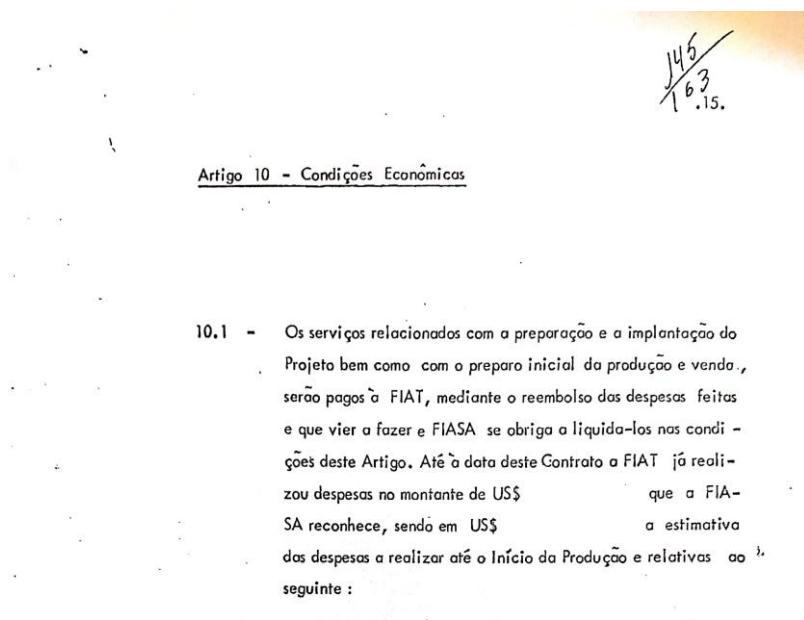 145
163
.15.
Artigo 10 - Condições Econômicas
10.1 - Os serviços relacionados com a preparação e a implantação do
Projeto bem como com o preparo inicial da produção e venda.,
serão pagos à FIAT, mediante o reembolso das despesas feitas
e que vier a fazer e FIASA se obriga a liquida-los nas condi -
ções deste Artigo. Até à data deste Contrato a FIAT já reali-
zou despesas no montante de US$ que a FIA-
SA reconhece, sendo em US$ a estimativa
das despesas a realizar até o Início da Produção e relativas ao
seguinte :